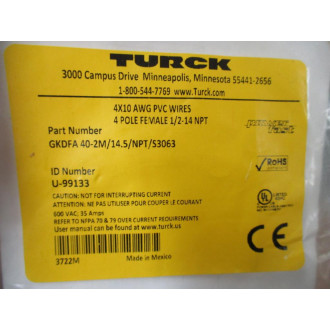 TURCK
3000 Campus Drive Minneapolis, Minnesota 55441-2656
1-800-544-7769 www.Turck.com
4X10 AWG PVC WIRES
4 POLE FEMALE 1/2-14 NPT
Part Number
GKDFA 40-2M/14.5/NPT/S3063
RoHS
ID Number
U-99133
CAUTION: NOT FOR INTERRUPTING CURRENT
ATTENTION: NE PAS UTILISER POUR COUPER LE COURANT
600 VAC, 35 Amps
REFER TO NFPA 70 & 79 OVER CURRENT REQUIREMENTS
User manual can be found at www.turck.us
UL
LISTED
TURCK
CE
3722M
Made in Mexico